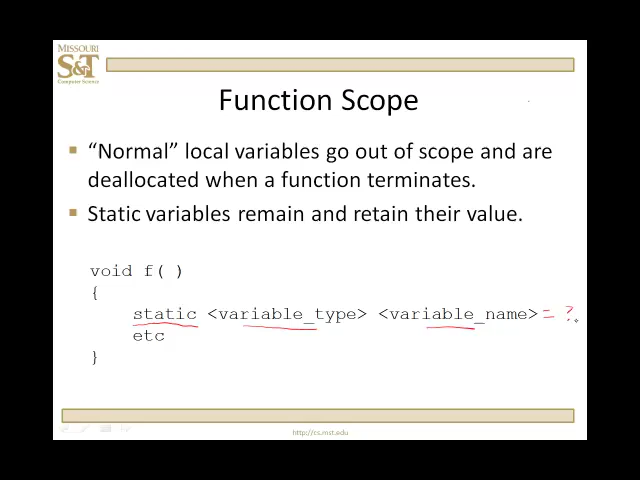 MISSOURI
S&T
Computer Science
Function Scope
“Normal” local variables go out of scope and are
deallocated when a function terminates.
Static variables remain and retain their value.
void f( )
{
static <variable_type> <variable_name> = ?
etc
}
http://cs.mst.edu